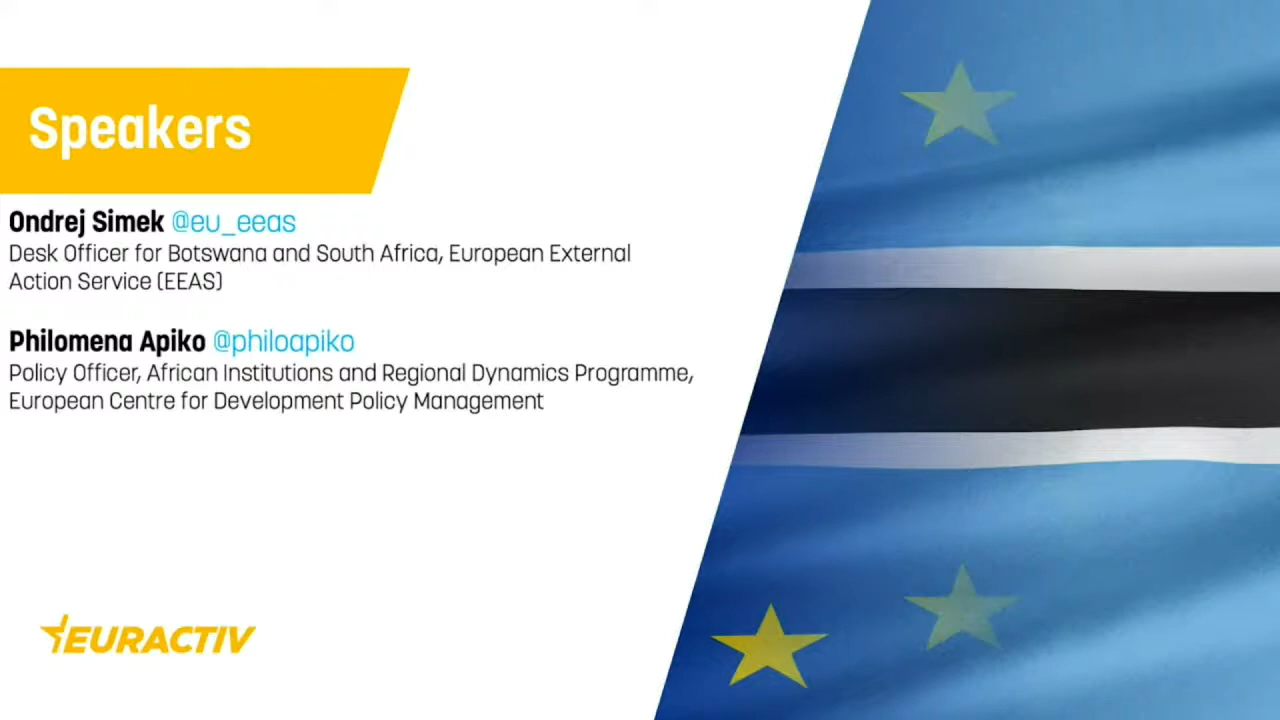 Speakers
Ondrej Simek @eu_eeas
Desk Officer for Botswana and South Africa, European External
Action Service (EEAS)
Philomena Apiko @philoapiko
Policy Officer, African Institutions and Regional Dynamics Programme,
European Centre for Development Policy Management
EURACTIV